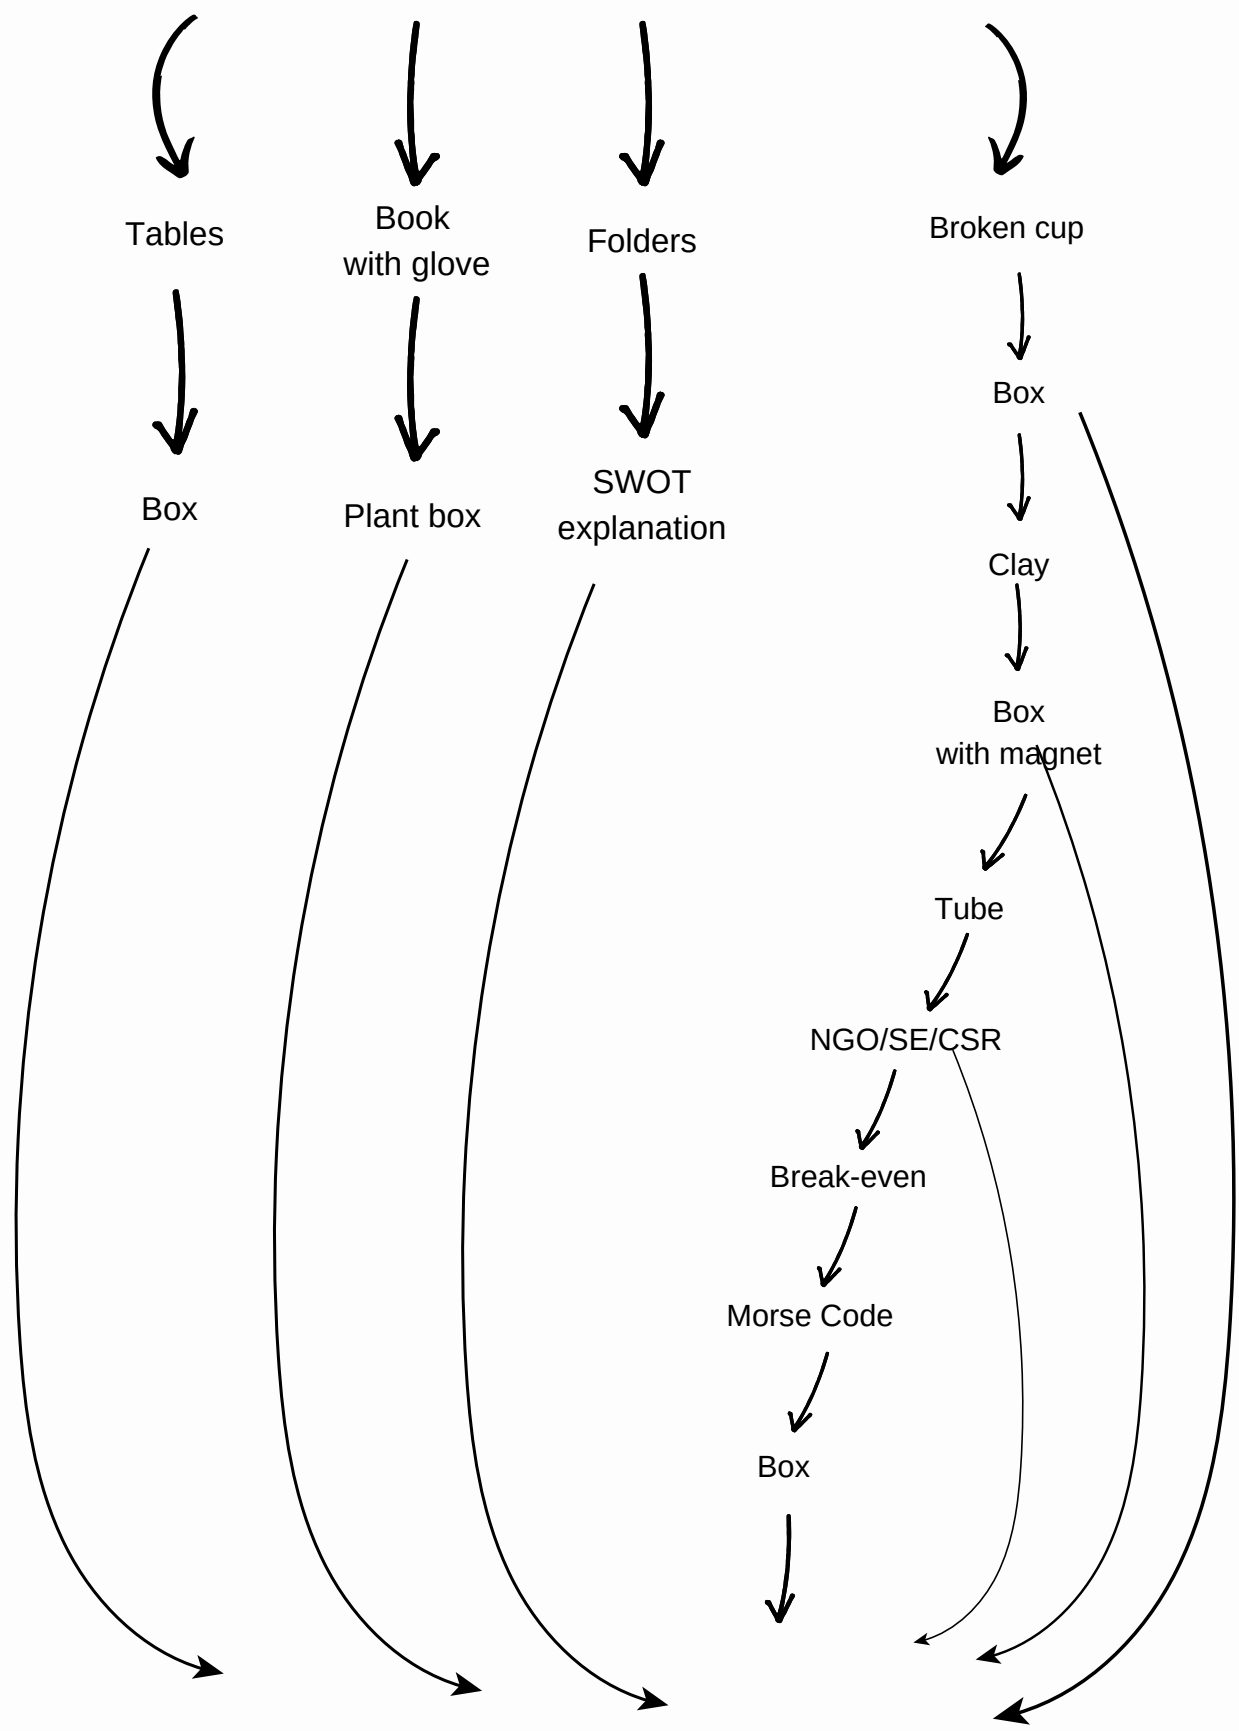 Tables
Box
Book
with glove
Plant box
Folders
SWOT
explanation
Broken cup
Box
Clay
Box
with magnet
Tube
NGO/SE/CSR
Break-even
Morse Code
Box